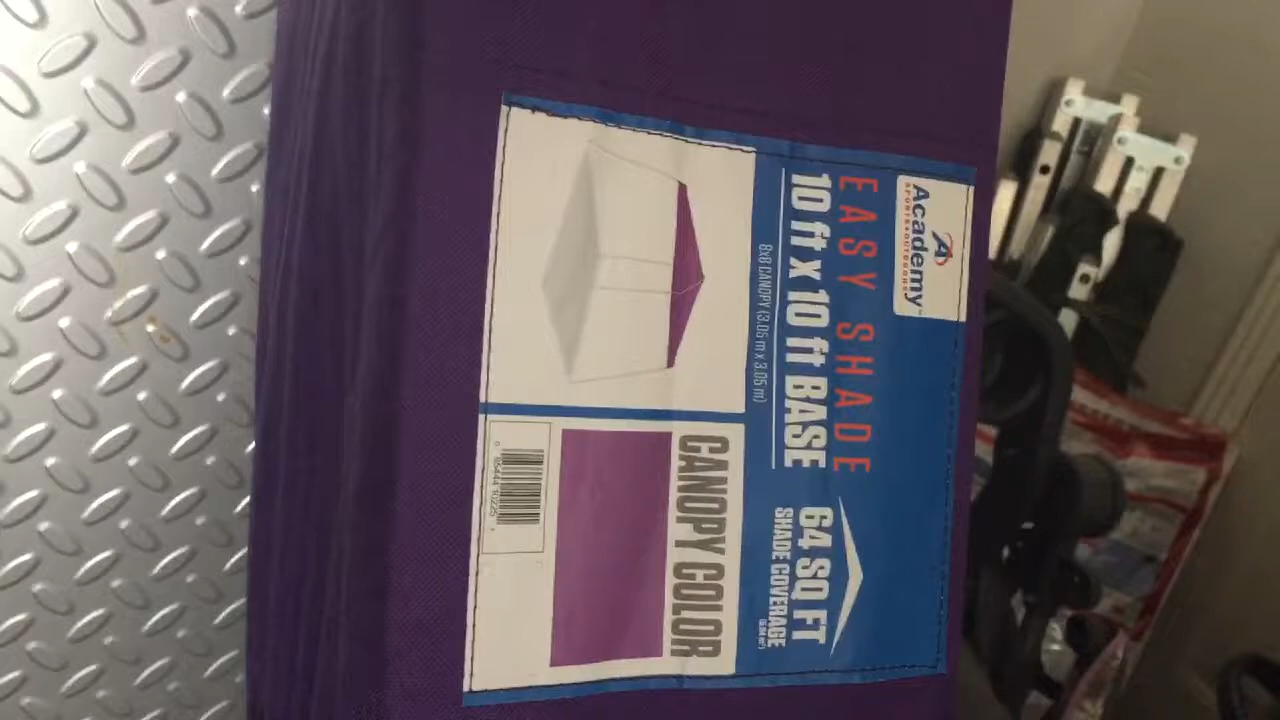 Academy
SPORTS+OUTDOORS
EASY SHADE
10 ft x 10 ft BASE
8x8 CANOPY (3.05 m x 3.05 m)
64 SQ FT
SHADE COVERAGE
CANOPY COLOR